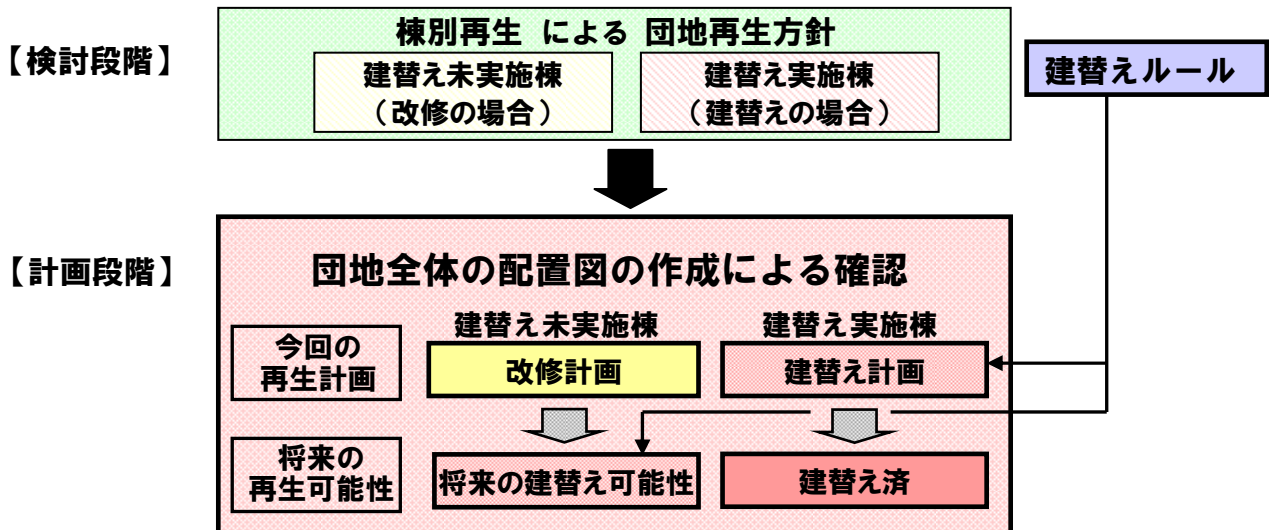 【検討段階】
棟別再生 による 団地再生方針
建替え未実施棟
（改修の場合）
建替え実施棟
（建替えの場合）
建替えルール
【計画段階】
団地全体の配置図の作成による確認
建替え未実施棟
建替え実施棟
今回の
再生計画
改修計画
建替え計画
将来の
再生可能性
将来の建替え可能性
建替え済